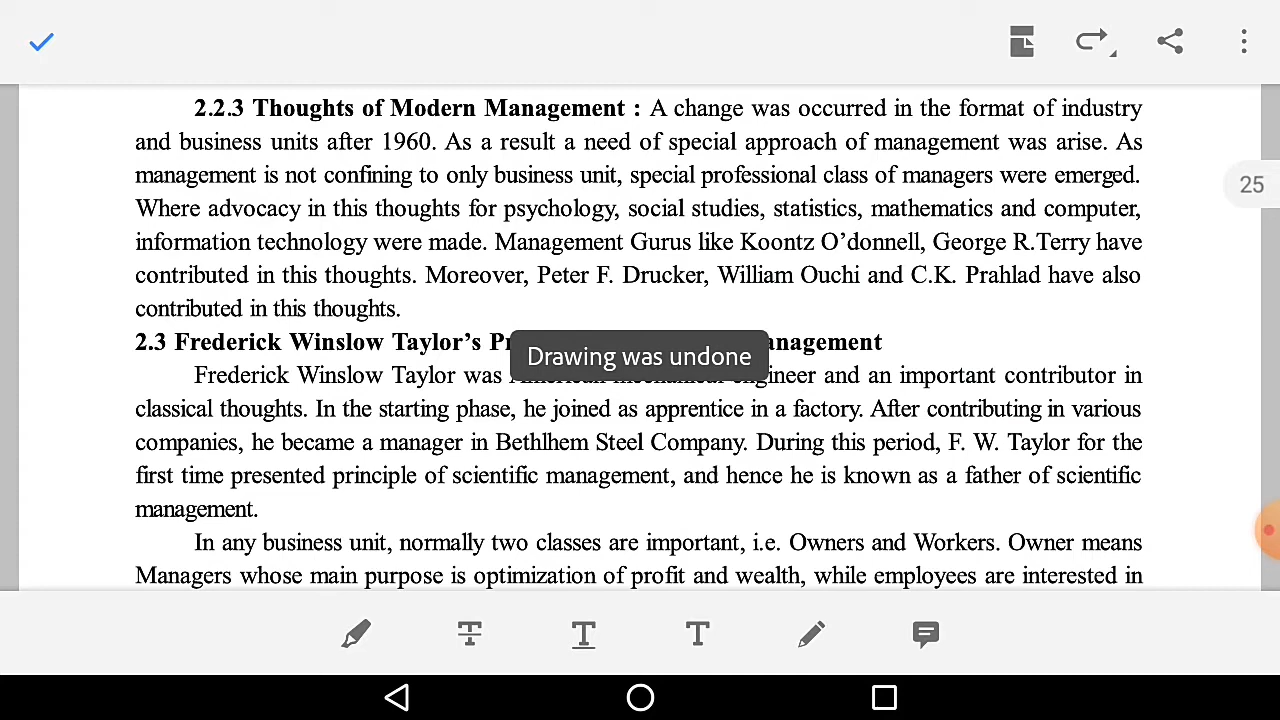 2.2.3 Thoughts of Modern Management : A change was occurred in the format of industry
and business units after 1960. As a result a need of special approach of management was arise. As
management is not confining to only business unit, special professional class of managers were emerged.
Where advocacy in this thoughts for psychology, social studies, statistics, mathematics and computer,
25
information technology were made. Management Gurus like Koontz O’donnell, George R.Terry have
contributed in this thoughts. Moreover, Peter F. Drucker, William Ouchi and C.K. Prahlad have also
contributed in this thoughts.
2.3 Frederick Winslow Taylor’s
Drawing was undone
Frederick Winslow Taylor was engineer and an important contributor in
classical thoughts. In the starting phase, he joined as apprentice in a factory. After contributing in various
companies, he became a manager in Bethlhem Steel Company. During this period, F. W. Taylor for the
first time presented principle of scientific management, and hence he is known as a father of scientific
management.
In any business unit, normally two classes are important, i.e. Owners and Workers. Owner means
Managers whose main purpose is optimization of profit and wealth, while employees are interested in